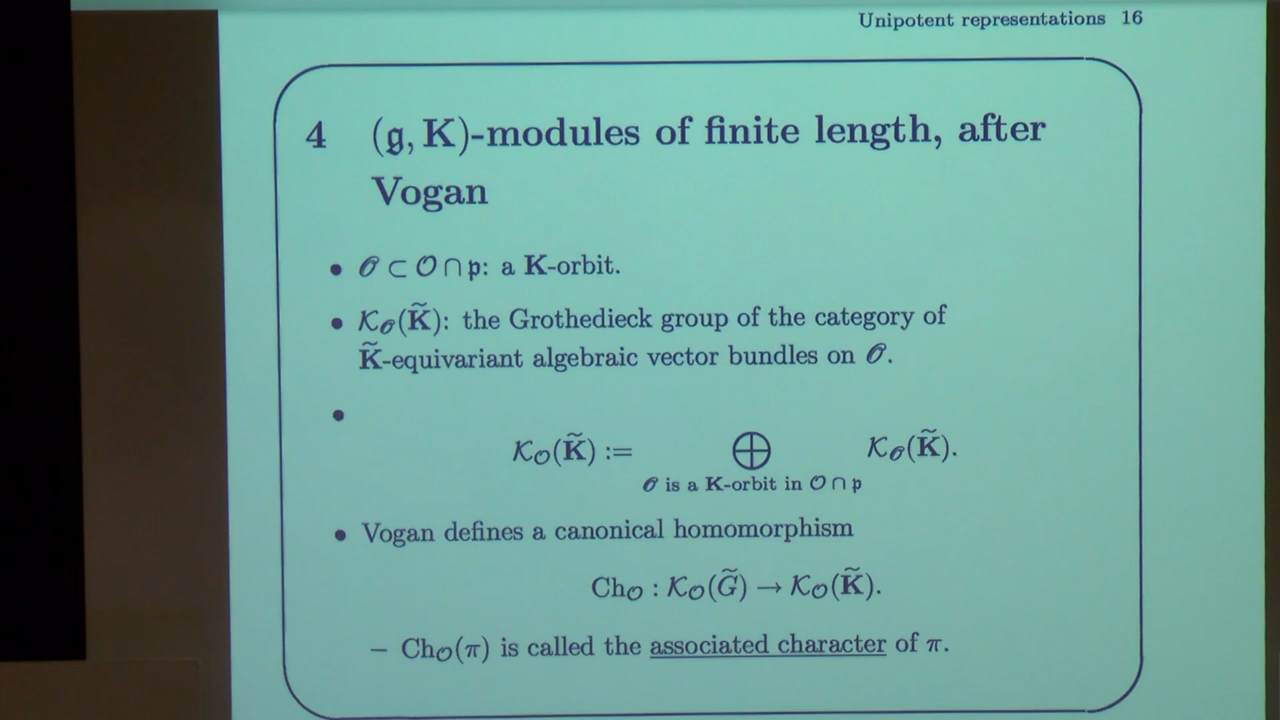 Unipotent representations 16
4 (𝔤, K)-modules of finite length, after
Vogan
• 𝒪 ⊂ 𝒪 ∩ 𝔭: a K-orbit.
• 𝒦_𝒪(K̃): the Grothedieck group of the category of
K̃-equivariant algebraic vector bundles on 𝒪.
•
𝒦_𝒪(K̃) := ⊕ 𝒦_𝒪(K̃).
𝒪 is a K-orbit in 𝒪 ∩ 𝔭
• Vogan defines a canonical homomorphism
Ch_𝒪 : 𝒦_𝒪(G̃) → 𝒦_𝒪(K̃).
– Ch_𝒪(π) is called the associated character of π.